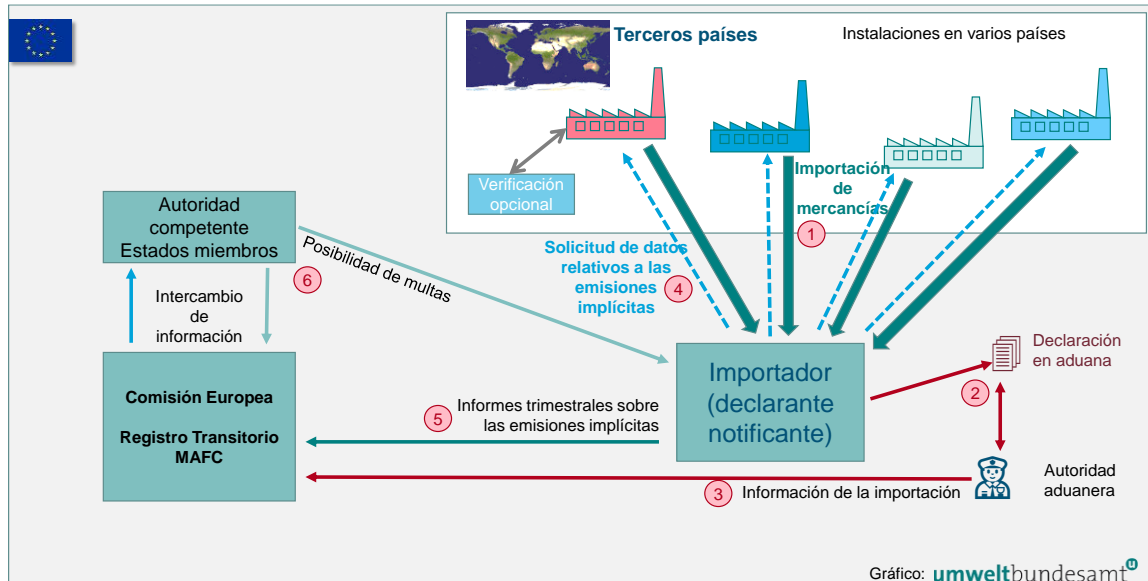 Terceros países
Instalaciones en varios países
Verificación
opcional
Importación
de
mercancías
1
Autoridad
competente
Estados miembros
Posibilidad de multas
6
Solicitud de datos
relativos a las
emisiones
implícitas
4
Intercambio
de
información
Comisión Europea
Registro Transitorio
MAFC
Importador
(declarante
notificante)
Declaración
en aduana
2
5
Informes trimestrales sobre
las emisiones implícitas
3
Información de la importación
Autoridad
aduanera
Gráfico: umweltbundesamt u